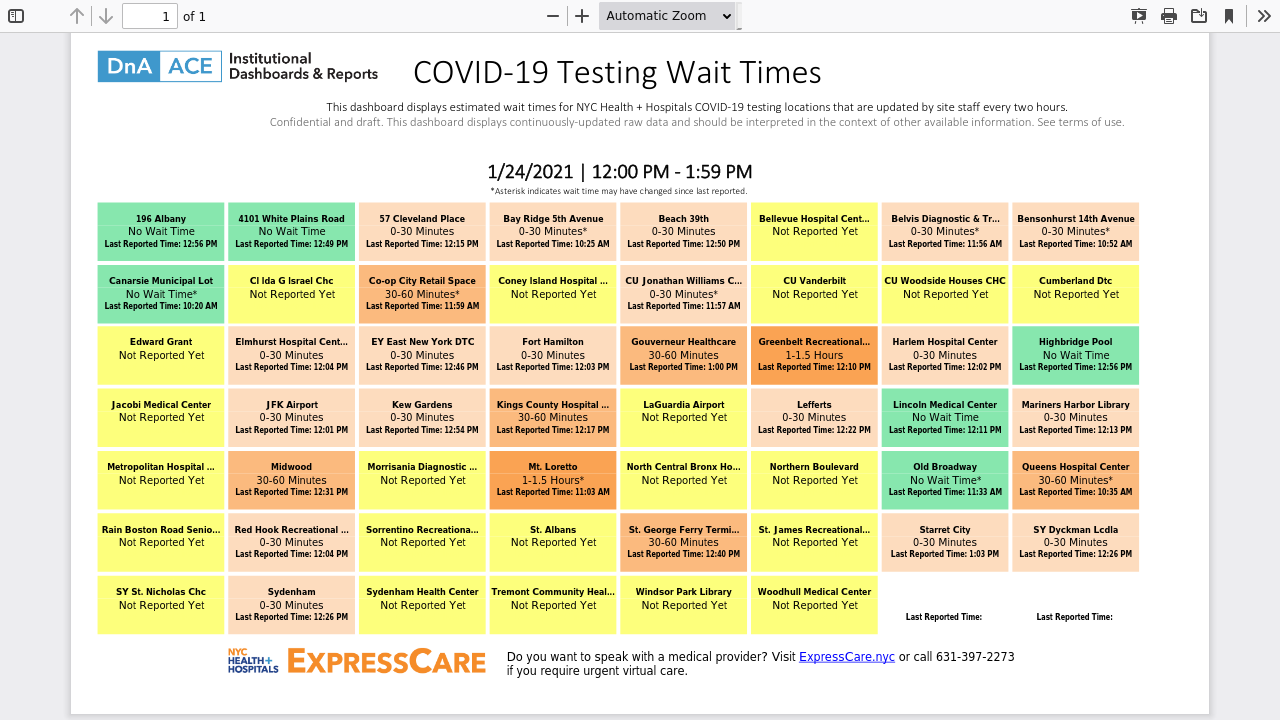 1 of 1 Automatic Zoom
DnA ACE Institutional Dashboards & Reports
COVID-19 Testing Wait Times
This dashboard displays estimated wait times for NYC Health + Hospitals COVID-19 testing locations that are updated by site staff every two hours.
Confidential and draft. This dashboard displays continuously-updated raw data and should be interpreted in the context of other available information. See terms of use.
1/24/2021 | 12:00 PM - 1:59 PM
*Asterisk indicates wait time may have changed since last reported.
196 Albany
No Wait Time
Last Reported Time: 12:56 PM
4101 White Plains Road
No Wait Time
Last Reported Time: 12:49 PM
57 Cleveland Place
0-30 Minutes
Last Reported Time: 12:15 PM
Bay Ridge 5th Avenue
0-30 Minutes*
Last Reported Time: 10:25 AM
Beach 39th
0-30 Minutes
Last Reported Time: 12:50 PM
Bellevue Hospital Cent...
Not Reported Yet
Belvis Diagnostic & Tr...
0-30 Minutes*
Last Reported Time: 11:56 AM
Bensonhurst 14th Avenue
0-30 Minutes*
Last Reported Time: 10:52 AM
Canarsie Municipal Lot
No Wait Time*
Last Reported Time: 10:20 AM
Cl Ida G Israel Chc
Not Reported Yet
Co-op City Retail Space
30-60 Minutes*
Last Reported Time: 11:59 AM
Coney Island Hospital ...
Not Reported Yet
CU Jonathan Williams C...
0-30 Minutes*
Last Reported Time: 11:57 AM
CU Vanderbilt
Not Reported Yet
CU Woodside Houses CHC
Not Reported Yet
Cumberland Dtc
Not Reported Yet
Edward Grant
Not Reported Yet
Elmhurst Hospital Cent...
0-30 Minutes
Last Reported Time: 12:04 PM
EY East New York DTC
0-30 Minutes
Last Reported Time: 12:46 PM
Fort Hamilton
0-30 Minutes
Last Reported Time: 12:03 PM
Gouverneur Healthcare
30-60 Minutes
Last Reported Time: 1:00 PM
Greenbelt Recreational...
1-1.5 Hours
Last Reported Time: 12:10 PM
Harlem Hospital Center
0-30 Minutes
Last Reported Time: 12:02 PM
Highbridge Pool
No Wait Time
Last Reported Time: 12:56 PM
Jacobi Medical Center
Not Reported Yet
JFK Airport
0-30 Minutes
Last Reported Time: 12:01 PM
Kew Gardens
0-30 Minutes
Last Reported Time: 12:54 PM
Kings County Hospital ...
30-60 Minutes
Last Reported Time: 12:17 PM
LaGuardia Airport
Not Reported Yet
Lefferts
0-30 Minutes
Last Reported Time: 12:22 PM
Lincoln Medical Center
No Wait Time
Last Reported Time: 12:11 PM
Mariners Harbor Library
0-30 Minutes
Last Reported Time: 12:13 PM
Metropolitan Hospital ...
Not Reported Yet
Midwood
30-60 Minutes
Last Reported Time: 12:31 PM
Morrisania Diagnostic ...
Not Reported Yet
Mt. Loretto
1-1.5 Hours*
Last Reported Time: 11:03 AM
North Central Bronx Ho...
Not Reported Yet
Northern Boulevard
Not Reported Yet
Old Broadway
No Wait Time*
Last Reported Time: 11:33 AM
Queens Hospital Center
30-60 Minutes*
Last Reported Time: 10:35 AM
Rain Boston Road Senio...
Not Reported Yet
Red Hook Recreational ...
0-30 Minutes
Last Reported Time: 12:04 PM
Sorrentino Recreationa...
Not Reported Yet
St. Albans
Not Reported Yet
St. George Ferry Termi...
30-60 Minutes
Last Reported Time: 12:40 PM
St. James Recreational...
Not Reported Yet
Starret City
0-30 Minutes
Last Reported Time: 1:03 PM
SY Dyckman Lcdla
0-30 Minutes
Last Reported Time: 12:26 PM
SY St. Nicholas Chc
Not Reported Yet
Sydenham
0-30 Minutes
Last Reported Time: 12:26 PM
Sydenham Health Center
Not Reported Yet
Tremont Community Heal...
Not Reported Yet
Windsor Park Library
Not Reported Yet
Woodhull Medical Center
Not Reported Yet
Last Reported Time:
Last Reported Time:
NYC HEALTH+ HOSPITALS
EXPRESSCARE
Do you want to speak with a medical provider? Visit ExpressCare.nyc or call 631-397-2273
if you require urgent virtual care.